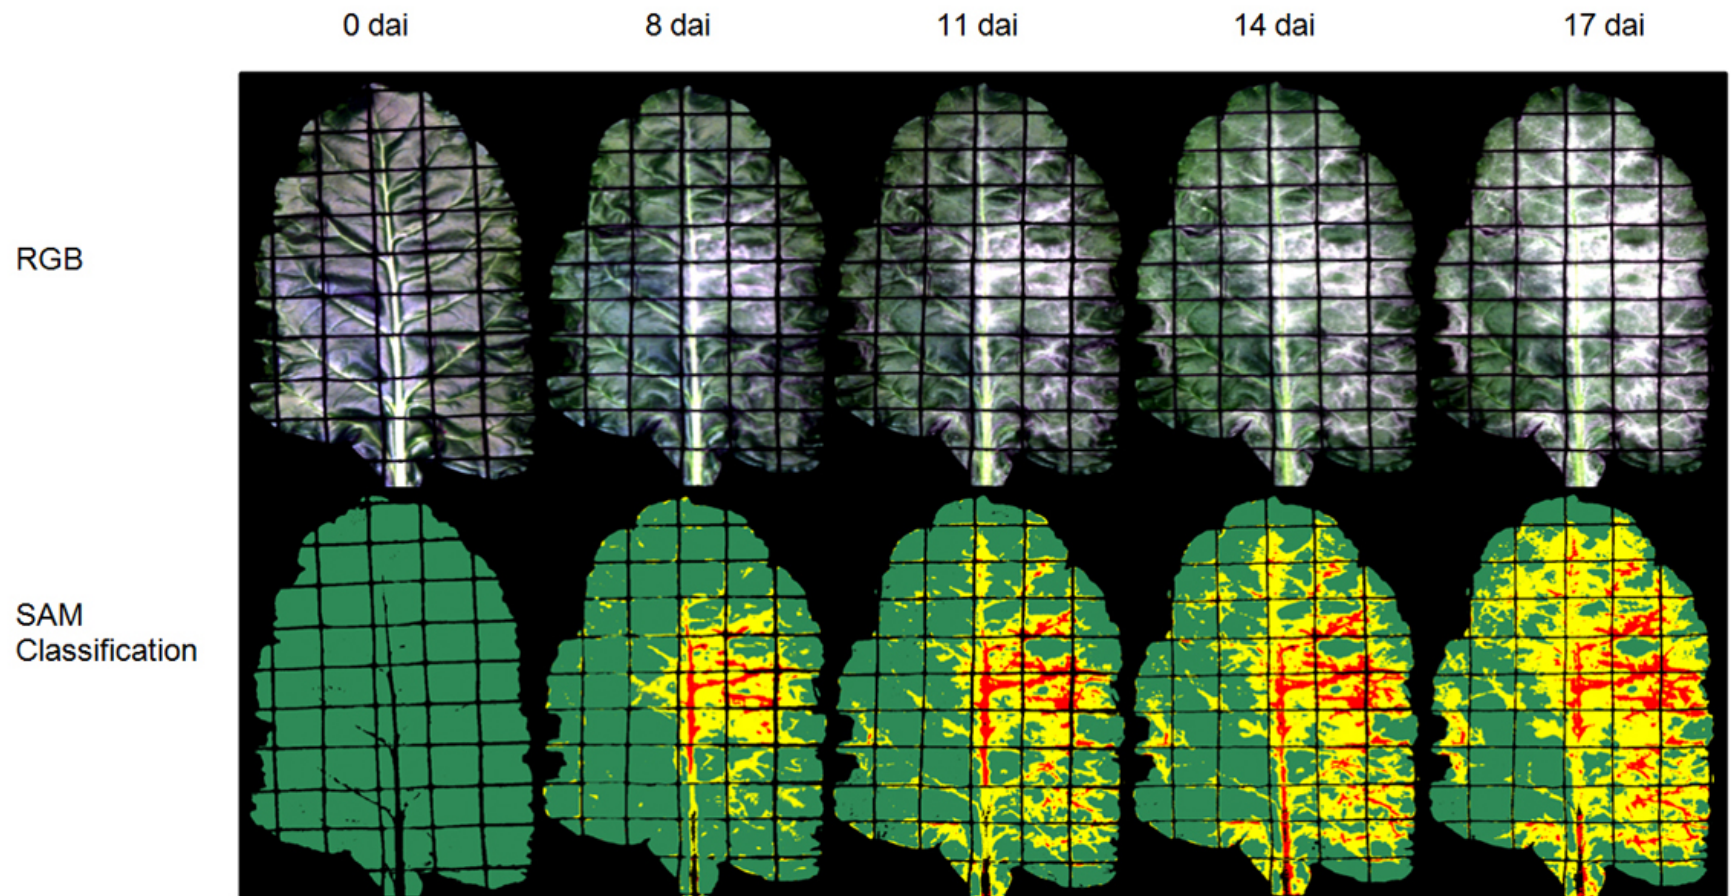 0 dai
8 dai
11 dai
14 dai
17 dai
RGB
SAM
Classification